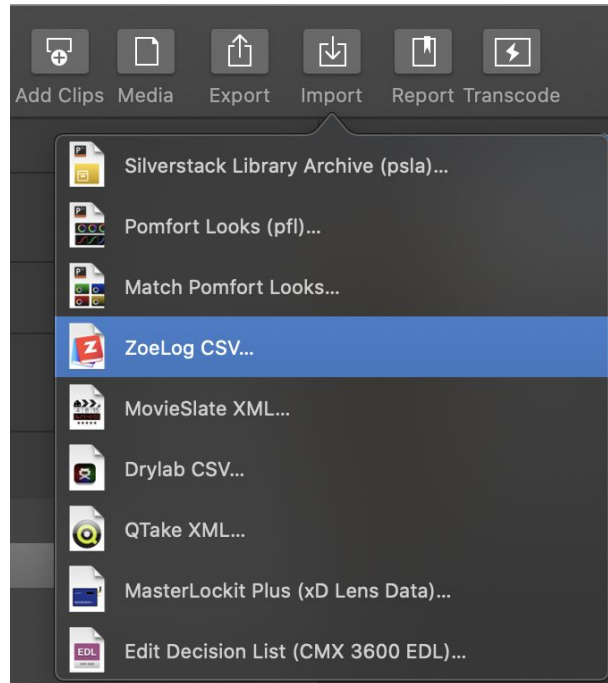 Add Clips Media Export Import Report Transcode
Silverstack Library Archive (psla)...
Pomfort Looks (pfl)...
Match Pomfort Looks...
ZoeLog CSV...
MovieSlate XML...
Drylab CSV...
QTake XML...
MasterLockit Plus (xD Lens Data)...
EDL
Edit Decision List (CMX 3600 EDL)...